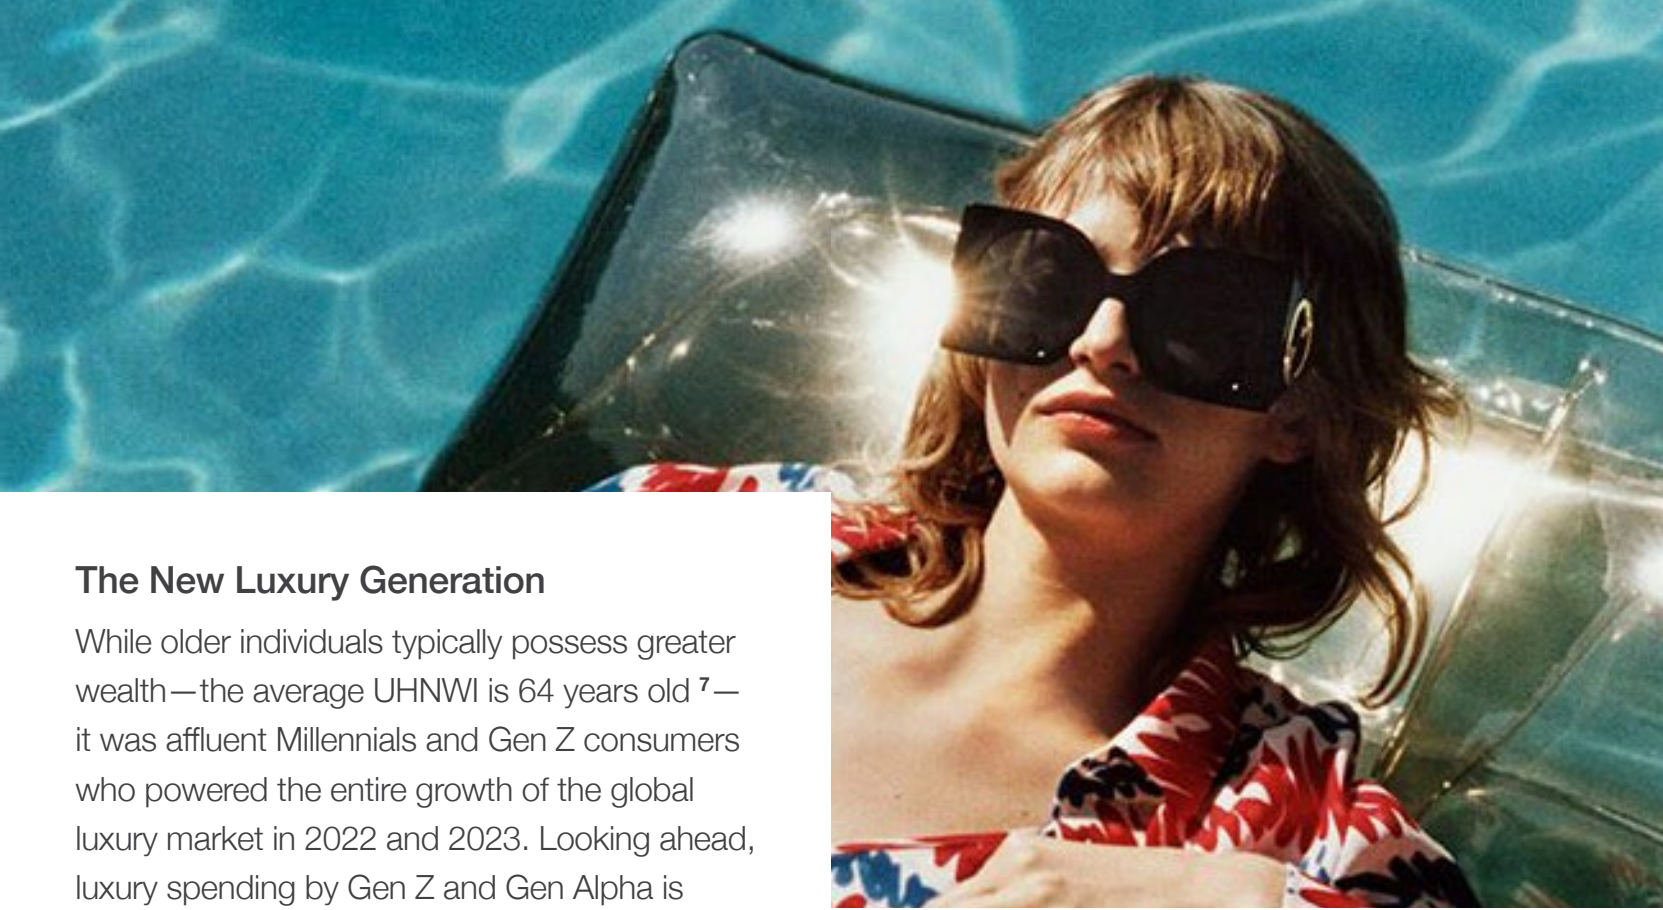 The New Luxury Generation
While older individuals typically possess greater
wealth—the average UHNWI is 64 years old ⁷—
it was affluent Millennials and Gen Z consumers
who powered the entire growth of the global
luxury market in 2022 and 2023. Looking ahead,
luxury spending by Gen Z and Gen Alpha is